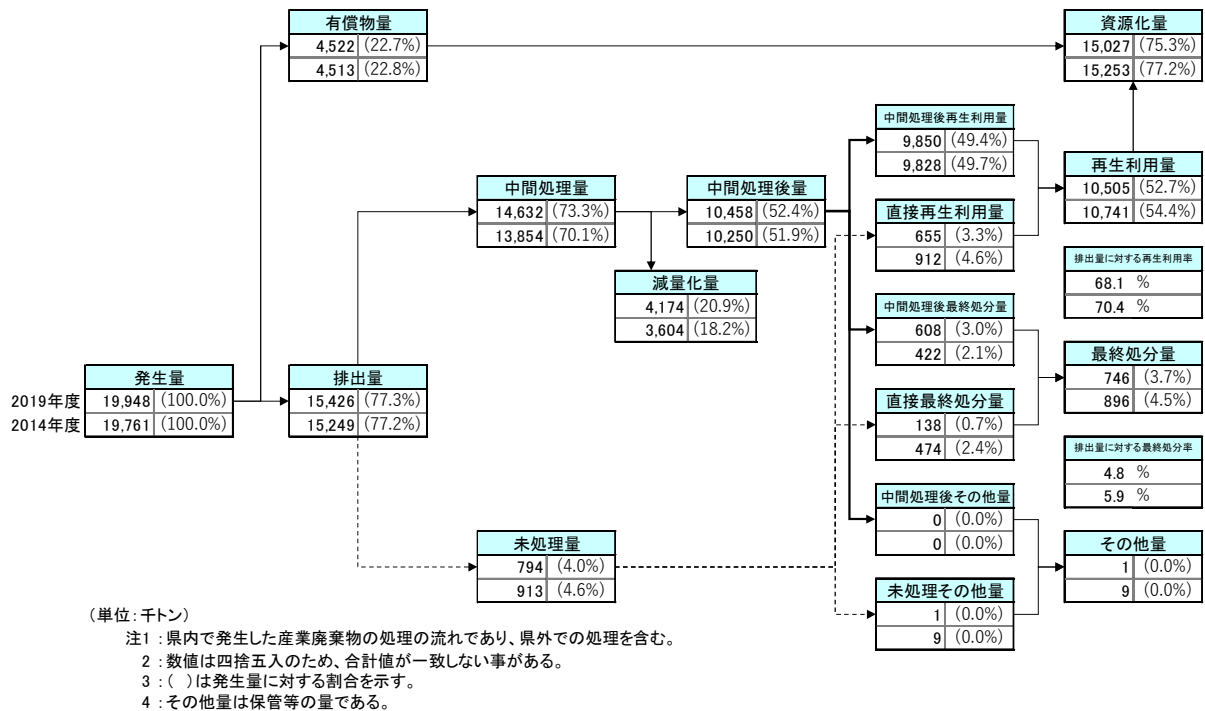 有償物量
4,522 (22.7%)
4,513 (22.8%)
資源化量
15,027 (75.3%)
15,253 (77.2%)
中間処理後再生利用量
9,850 (49.4%)
9,828 (49.7%)
再生利用量
10,505 (52.7%)
10,741 (54.4%)
中間処理量
14,632 (73.3%)
13,854 (70.1%)
中間処理後量
10,458 (52.4%)
10,250 (51.9%)
直接再生利用量
655 (3.3%)
912 (4.6%)
排出量に対する再生利用率
68.1 %
70.4 %
減量化量
4,174 (20.9%)
3,604 (18.2%)
中間処理後最終処分量
608 (3.0%)
422 (2.1%)
最終処分量
746 (3.7%)
896 (4.5%)
発生量
2019年度 19,948 (100.0%)
2014年度 19,761 (100.0%)
排出量
15,426 (77.3%)
15,249 (77.2%)
直接最終処分量
138 (0.7%)
474 (2.4%)
排出量に対する最終処分率
4.8 %
5.9 %
中間処理後その他量
0 (0.0%)
0 (0.0%)
未処理量
794 (4.0%)
913 (4.6%)
その他量
1 (0.0%)
9 (0.0%)
未処理その他量
1 (0.0%)
9 (0.0%)
（単位：千トン）
注1 ：県内で発生した産業廃棄物の処理の流れであり、県外での処理を含む。
2 ：数値は四捨五入のため、合計値が一致しない事がある。
3 ：( )は発生量に対する割合を示す。
4 ：その他量は保管等の量である。